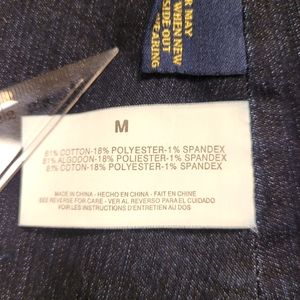 R MAY
WHEN NEW
SIDE OUT
EARING
M
81% COTTON-18% POLYESTER-1% SPANDEX
81% ALGODON-18% POLIESTER-1% SPANDEX
81% COTON-18% POLYESTER-1% SPANDEX
MADE IN CHINA - HECHO EN CHINA - FAIT EN CHINE
SEE REVERSE FOR CARE - VER AL REVERSO PARA EL CUIDADO
VOIR LES INSTRUCTIONS D'ENTRETIEN AU DOS